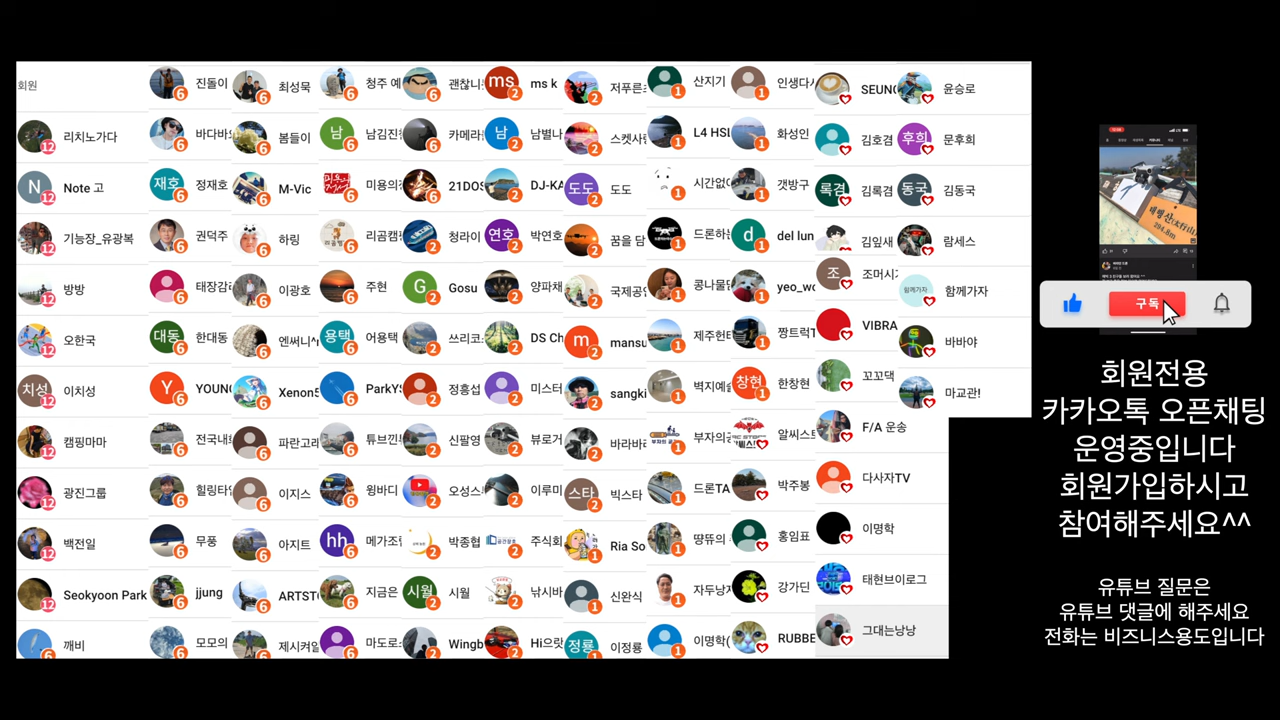 회원
리치노가다
Note 고
기능장_유광복
방방
오한국
이치성
캠핑마마
광진그룹
백전일
Seokyoon Park
깨비
진돌이
바다바
정재호
권덕주
태장감
한대동
YOUN
전국내
힐링타
무풍
jjung
모모의
최성묵
봄들이
M-Vic
하링
이광호
엔써니^
Xenon5
파란고래
이지스
아지트
ARTST
제시켜알
청주 예
남김진
미용의
리곰캠
주현
어용택
ParkYS
튜브낀
윙바디
메가조
지금은
마도로
괜찮니
카메라
21DOS
청라이
Gosu
쓰리코
정홍섭
신팔영
오성스
박종협
시월
Wingb
ms k
남별나
DJ-KA
박연호
양파채
DS Ch
미스터
뷰로거
이루미
주식회
낚시바
Hi으랏
저푸른
스켓사
도도
꿈을 담
국제공
mansu
sangki
바라바
빅스타
Ria So
신완식
이정룡
산지기
L4 HSL
시간없
드론하는
콩나물
제주헌
벽지예
부자의
드론TA
땅뜨의
자두낭
이명학(
인생다
화성인
갯방구
del lun
yeo_wo
짱트럭
한창현
알씨스
박주봉
홍임표
강가딘
RUBBE
SEUNG
김호겸
김록겸
김잎새
조머시
VIBRA
꼬꼬댁
F/A 운송
다사자TV
이명학
태현브이로그
그대는낭낭
윤승로
문후희
김동국
람세스
함께가자
바바야
마교관!
구독
회원전용
카카오톡 오픈채팅
운영중입니다
회원가입하시고
참여해주세요^^
유튜브 질문은
유튜브 댓글에 해주세요
전화는 비즈니스용도입니다